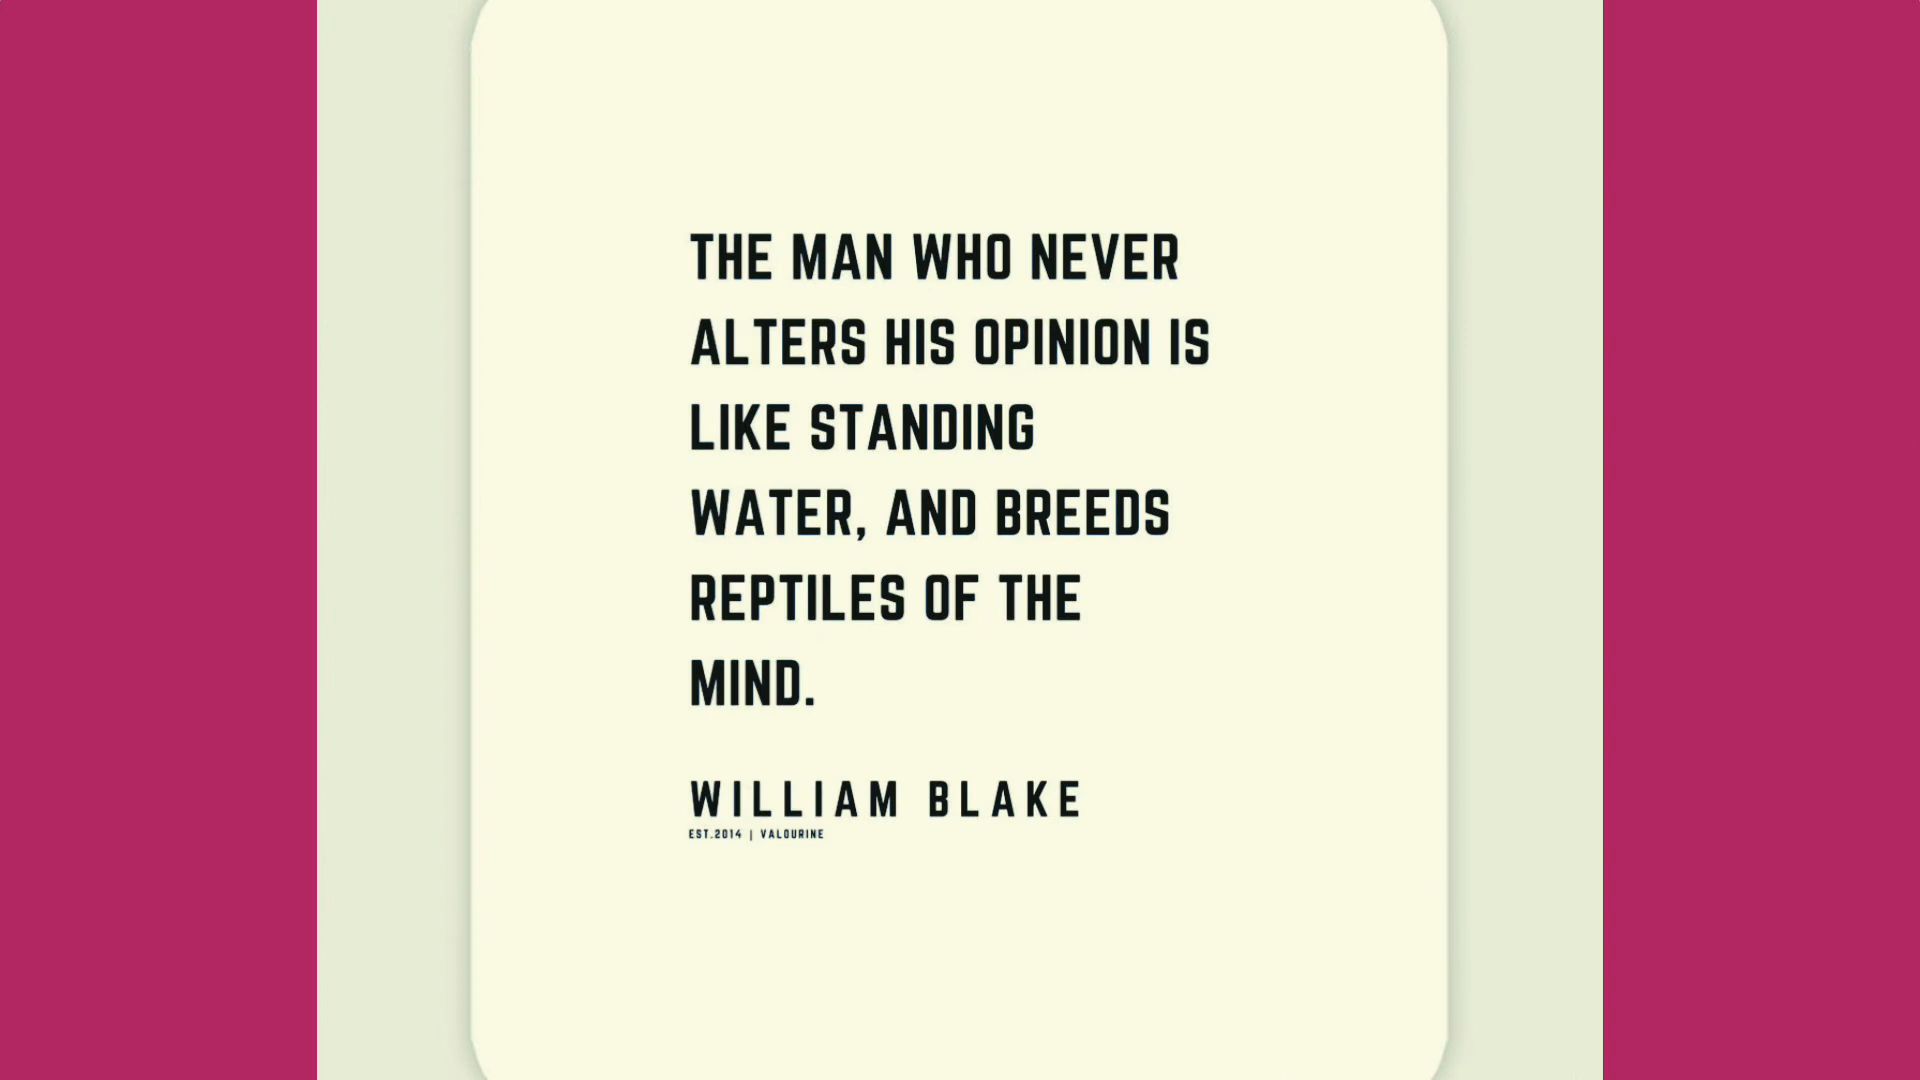 THE MAN WHO NEVER
ALTERS HIS OPINION IS
LIKE STANDING
WATER, AND BREEDS
REPTILES OF THE
MIND.
WILLIAM BLAKE
EST.2014 | VALOURINE